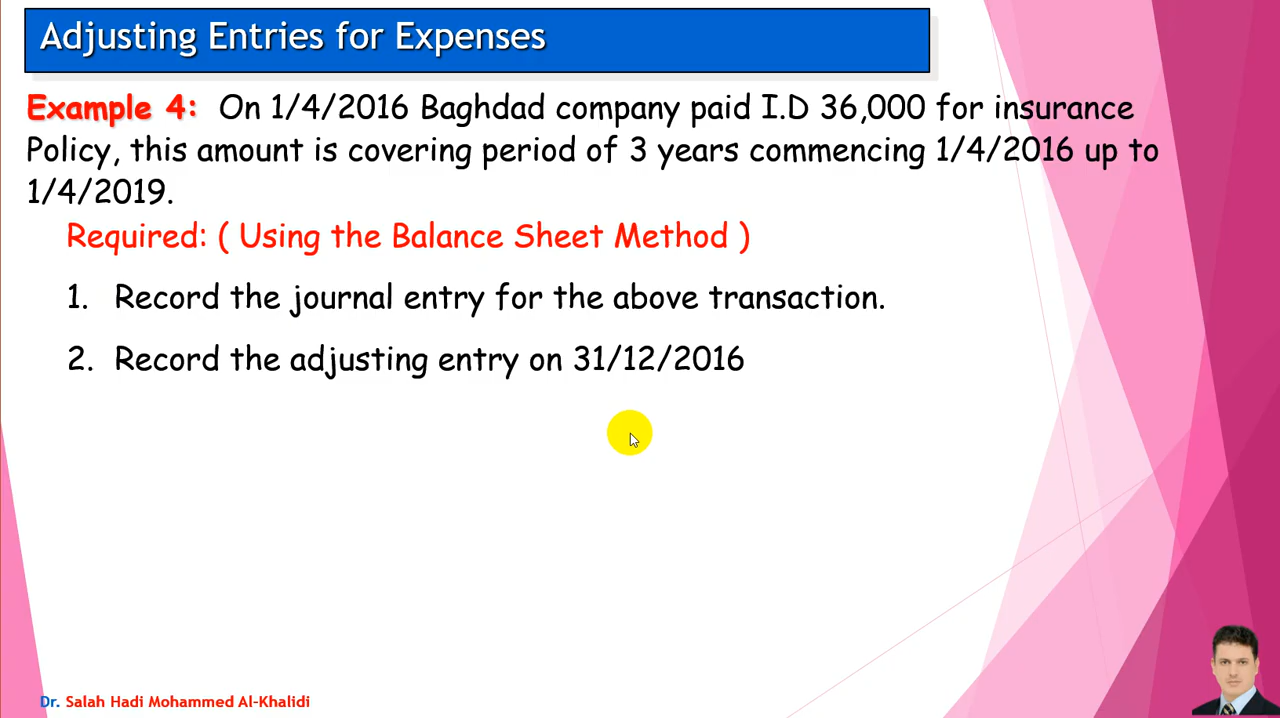 Adjusting Entries for Expenses
Example 4: On 1/4/2016 Baghdad company paid I.D 36,000 for insurance
Policy, this amount is covering period of 3 years commencing 1/4/2016 up to
1/4/2019.
Required: ( Using the Balance Sheet Method )
1. Record the journal entry for the above transaction.
2. Record the adjusting entry on 31/12/2016
Dr. Salah Hadi Mohammed Al-Khalidi